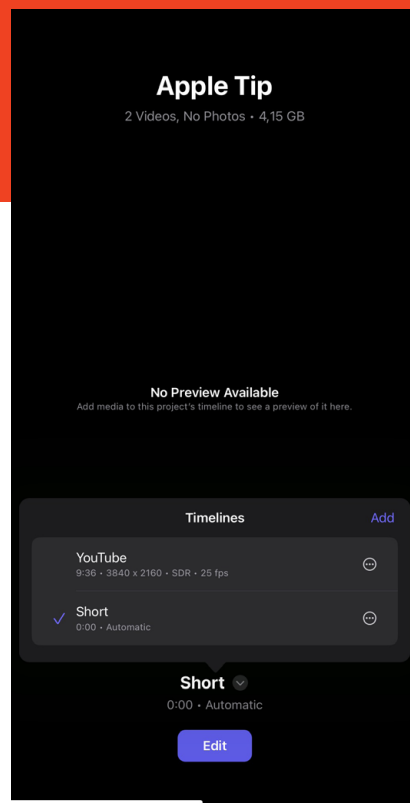 Apple Tip
2 Videos, No Photos • 4,15 GB
No Preview Available
Add media to this project's timeline to see a preview of it here.
Timelines
Add
YouTube
9:36 • 3840 x 2160 • SDR • 25 fps
Short
0:00 • Automatic
Short
0:00 • Automatic
Edit